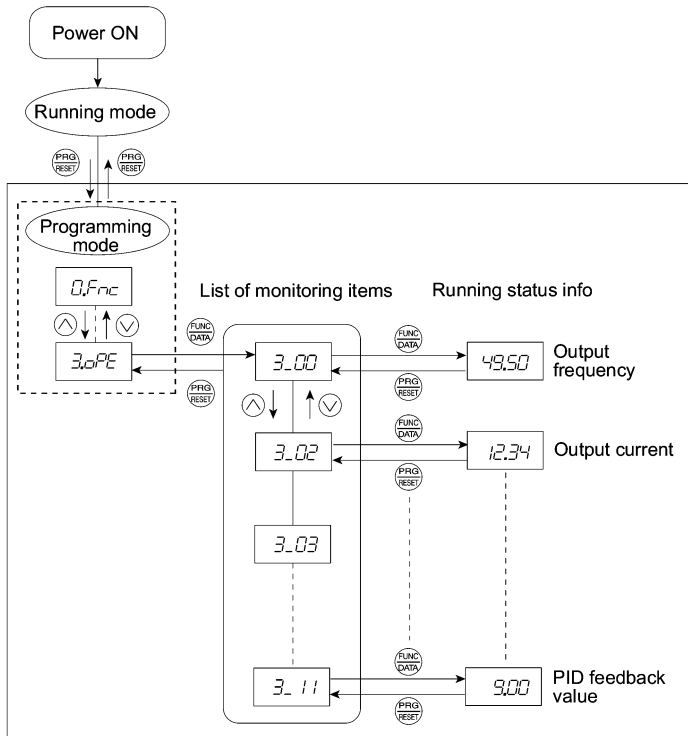 Power ON
Running mode
PRG
RESET
PRG
RESET
Programming
mode
0.Fnc
List of monitoring items
Running status info
FUNC
DATA
FUNC
DATA
3.oPE
3_00
49.50
Output
frequency
PRG
RESET
PRG
RESET
FUNC
DATA
3_02
12.34
Output current
PRG
RESET
3_03
FUNC
DATA
3_11
9.00
PID feedback
value
PRG
RESET